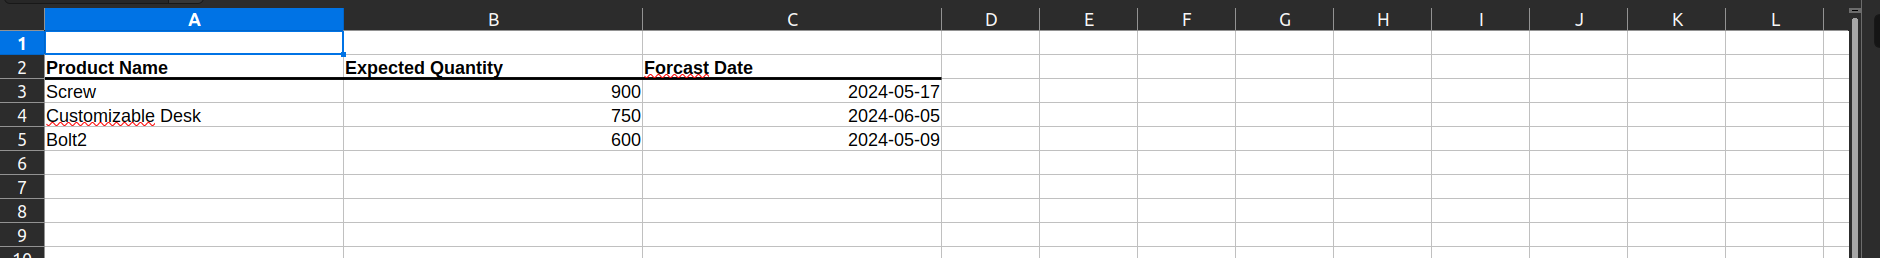 A B C D E F G H I J K L
1
2 Product Name Expected Quantity Forcast Date
3 Screw 900 2024-05-17
4 Customizable Desk 750 2024-06-05
5 Bolt2 600 2024-05-09
6
7
8
9
10